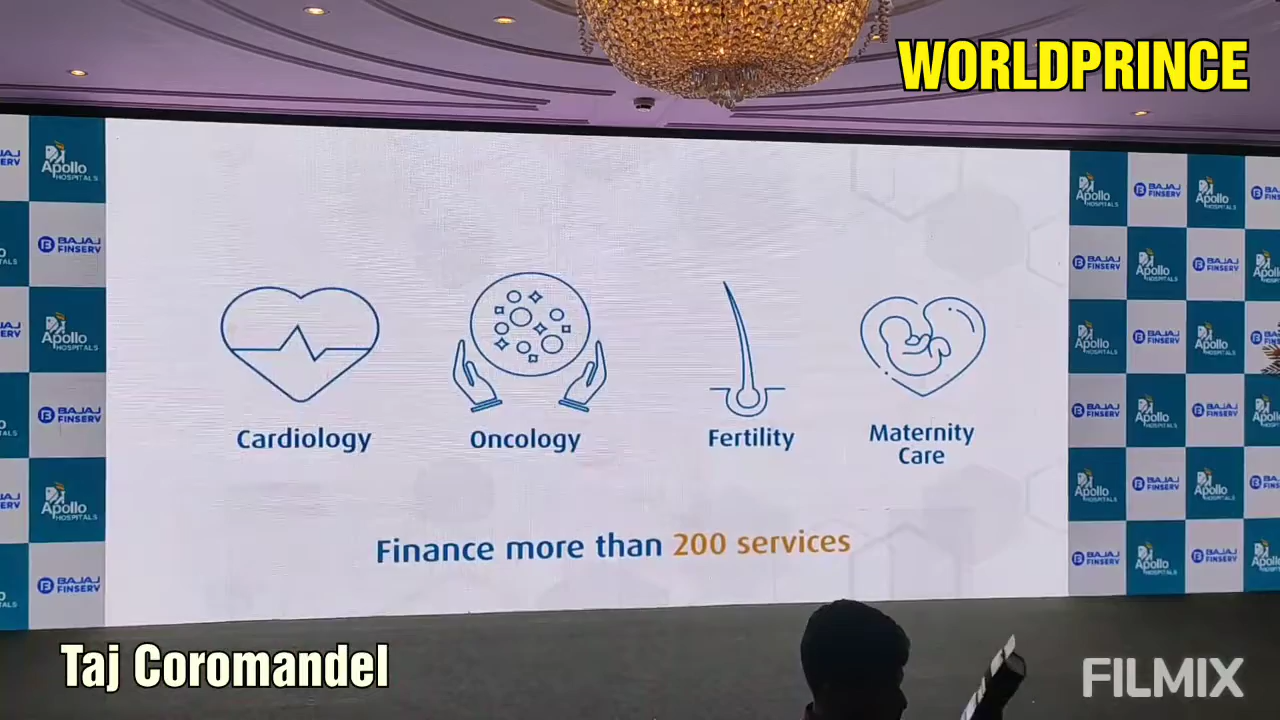 WORLDPRINCE
Apollo
HOSPITALS
BAJAJ
FINSERV
Cardiology
Oncology
Fertility
Maternity
Care
Finance more than 200 services
Taj Coromandel
FILMIX